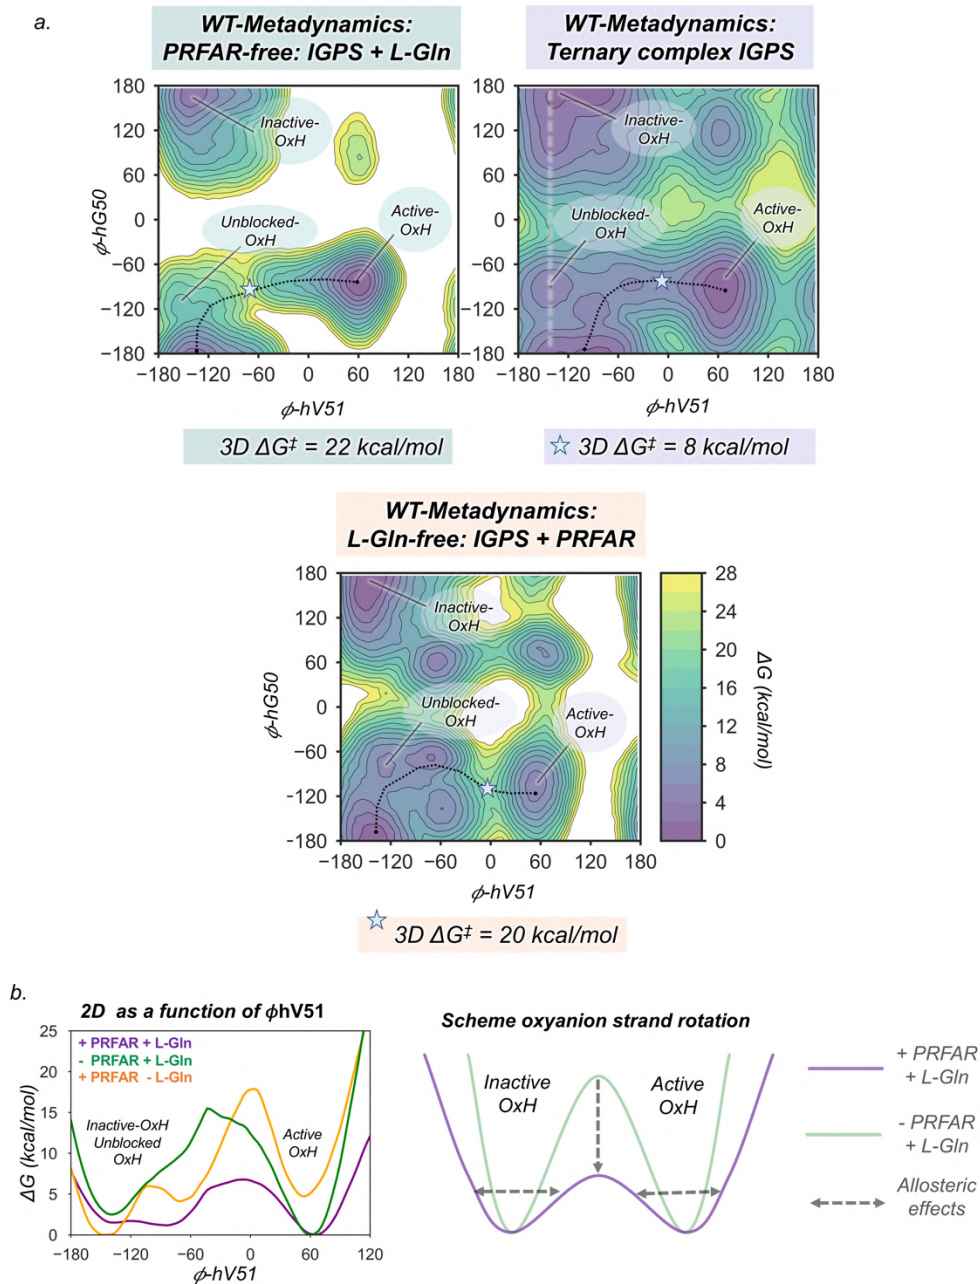 a.
WT-Metadynamics:
PRFAR-free: IGPS + L-Gln
WT-Metadynamics:
Ternary complex IGPS
180
120
60
0
−60
−120
−180
ϕ-hG50
Inactive-
OxH
Unblocked-
OxH
Active-
OxH
−180 −120 −60 0 60 120 180
ϕ-hV51
3D ΔG‡ = 22 kcal/mol
180
120
60
0
−60
−120
−180
Inactive-
OxH
Unblocked-
OxH
Active-
OxH
−180 −120 −60 0 60 120 180
ϕ-hV51
3D ΔG‡ = 8 kcal/mol
WT-Metadynamics:
L-Gln-free: IGPS + PRFAR
180
120
60
0
−60
−120
−180
ϕ-hG50
Inactive-
OxH
Unblocked-
OxH
Active-
OxH
−180 −120 −60 0 60 120 180
ϕ-hV51
28
24
20
16
12
8
4
0
ΔG (kcal/mol)
3D ΔG‡ = 20 kcal/mol
b.
2D as a function of ϕhV51
25
20
15
10
5
0
ΔG (kcal/mol)
+ PRFAR + L-Gln
- PRFAR + L-Gln
+ PRFAR - L-Gln
Inactive-OxH
Unblocked
OxH
Active
OxH
-180 -120 -60 0 60 120
ϕ-hV51
Scheme oxyanion strand rotation
Inactive
OxH
Active
OxH
+ PRFAR
+ L-Gln
- PRFAR
+ L-Gln
Allosteric
effects